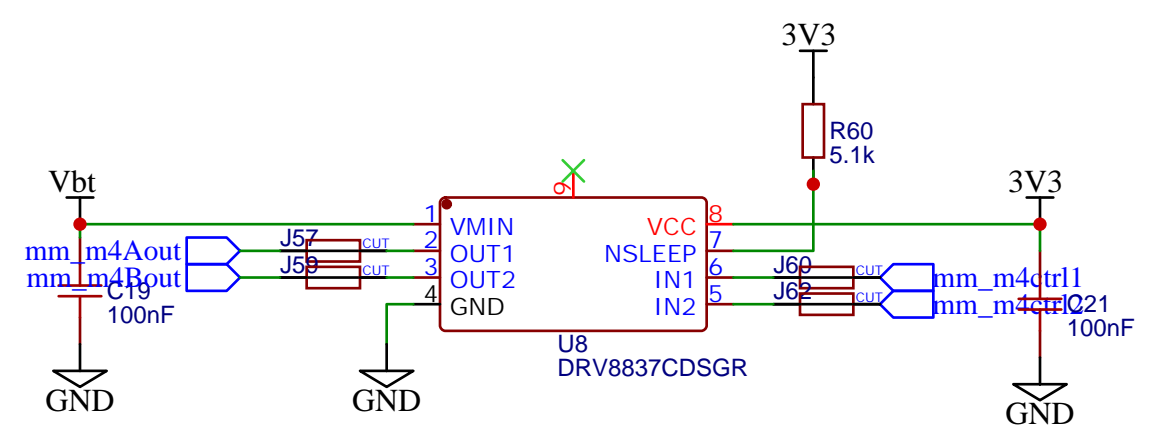 3V3
R60
5.1k
Vbt
3V3
9
1
VMIN
VCC
8
mm_m4Aout
J57
CUT
2
OUT1
NSLEEP
7
mm_m4Bout
J59
CUT
3
OUT2
IN1
6
J60
CUT
mm_m4ctrl1
C19
100nF
4
GND
IN2
5
J62
CUT
mm_m4ctrl2
C21
100nF
U8
DRV8837CDSGR
GND
GND
GND